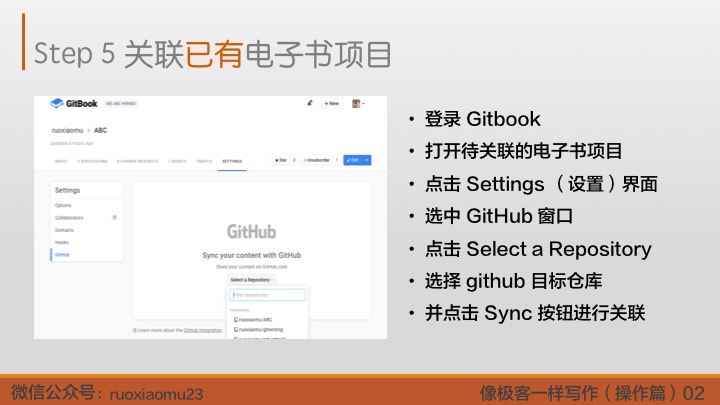 Step 5 关联已有电子书项目
GitBook WE ARE HIRING!
+ New
ruoxiaomu > ABC
Updated 4 hours ago
ABOUT 0 DISCUSSIONS 0 CHANGE REQUESTS 1 UPDATE TRAFFIC SETTINGS
Star 0 Unsubscribe 1 Edit
Settings
Options
Collaborators 0
Domains
Hooks
GitHub
GitHub
Sync your content with GitHub
Store your content on GitHub.com
Select a Repository
Filter repositories
ruoxiaomu/ABC
ruoxiaomu/gitwriting
Learn more about the GitHub integration
• 登录 Gitbook
• 打开待关联的电子书项目
• 点击 Settings （设置）界面
• 选中 GitHub 窗口
• 点击 Select a Repository
• 选择 github 目标仓库
• 并点击 Sync 按钮进行关联
微信公众号：ruoxiaomu23
像极客一样写作（操作篇）02